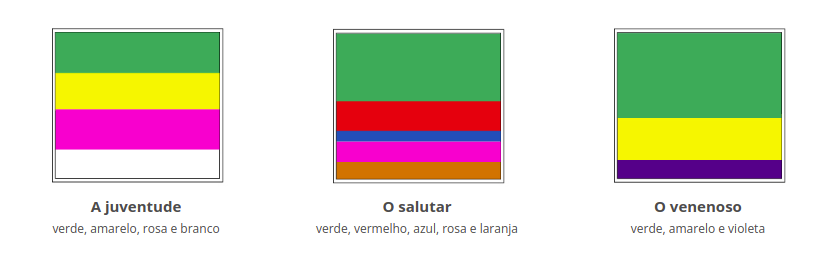 A juventude
verde, amarelo, rosa e branco
O salutar
verde, vermelho, azul, rosa e laranja
O venenoso
verde, amarelo e violeta